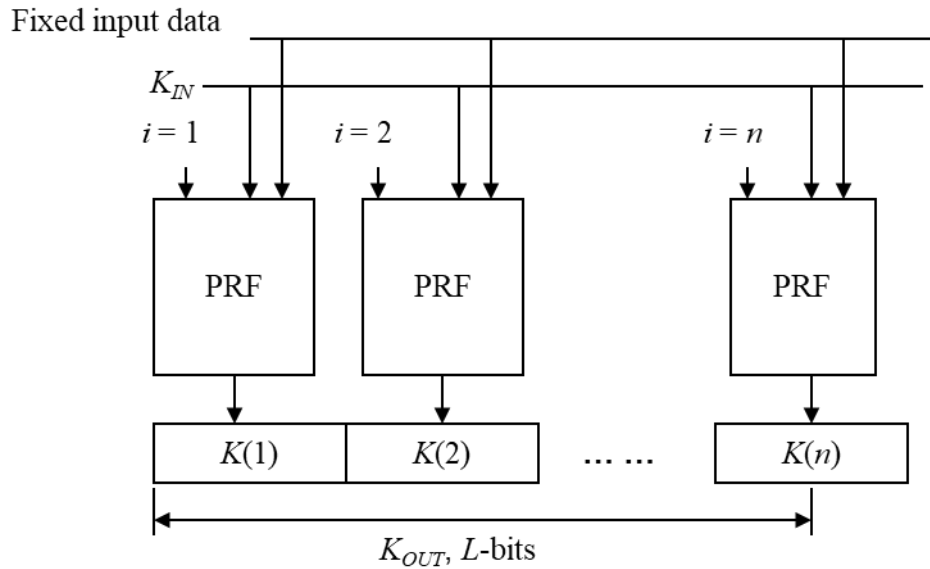 Fixed input data
K_IN
i = 1 i = 2 i = n
PRF PRF PRF
K(1) K(2) ... ... K(n)
K_OUT, L-bits